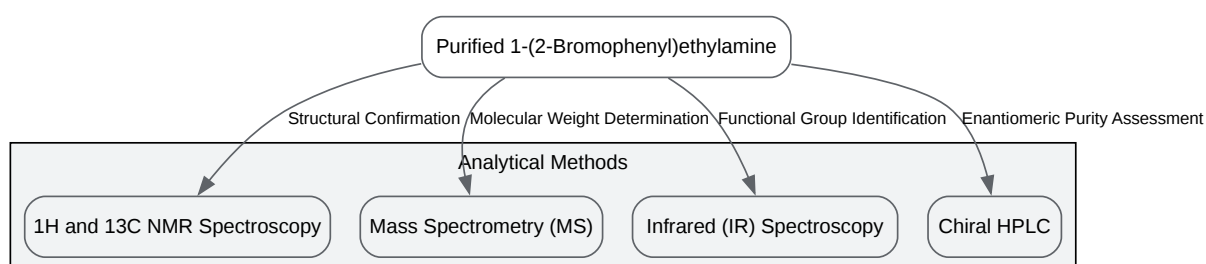 Purified 1-(2-Bromophenyl)ethylamine
Structural Confirmation
Molecular Weight Determination
Functional Group Identification
Enantiomeric Purity Assessment
Analytical Methods
1H and 13C NMR Spectroscopy
Mass Spectrometry (MS)
Infrared (IR) Spectroscopy
Chiral HPLC